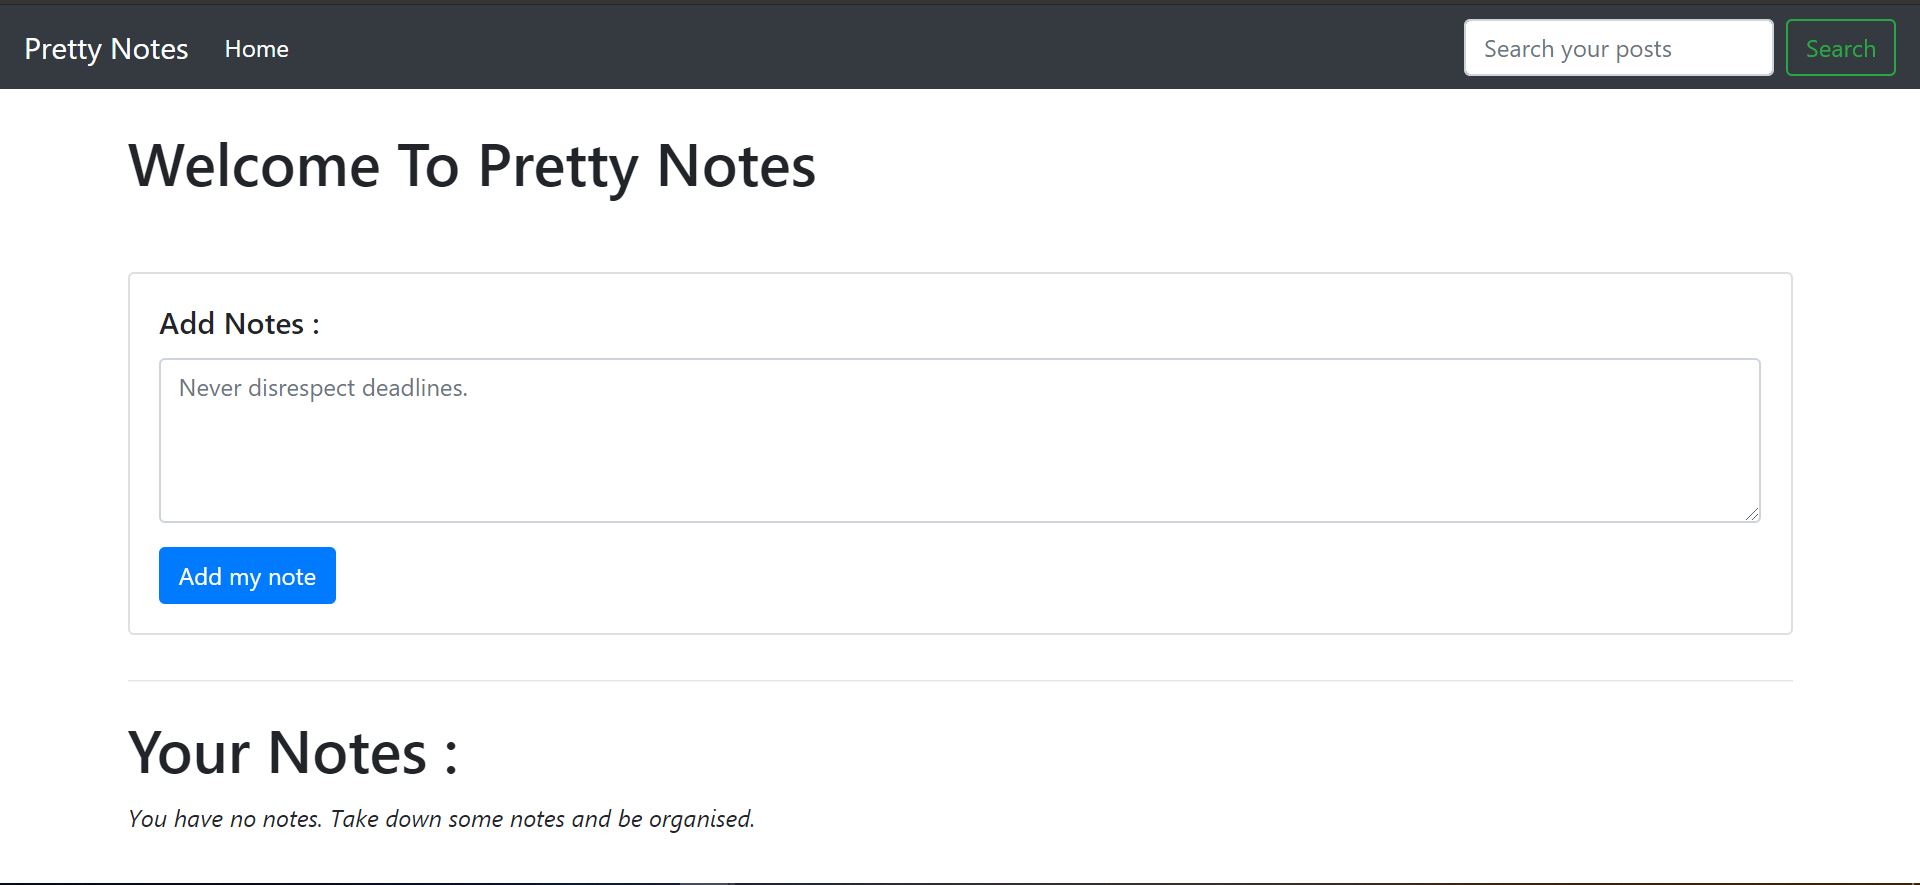 Pretty Notes Home Search your posts Search
Welcome To Pretty Notes
Add Notes :
Never disrespect deadlines.
Add my note
Your Notes :
You have no notes. Take down some notes and be organised.